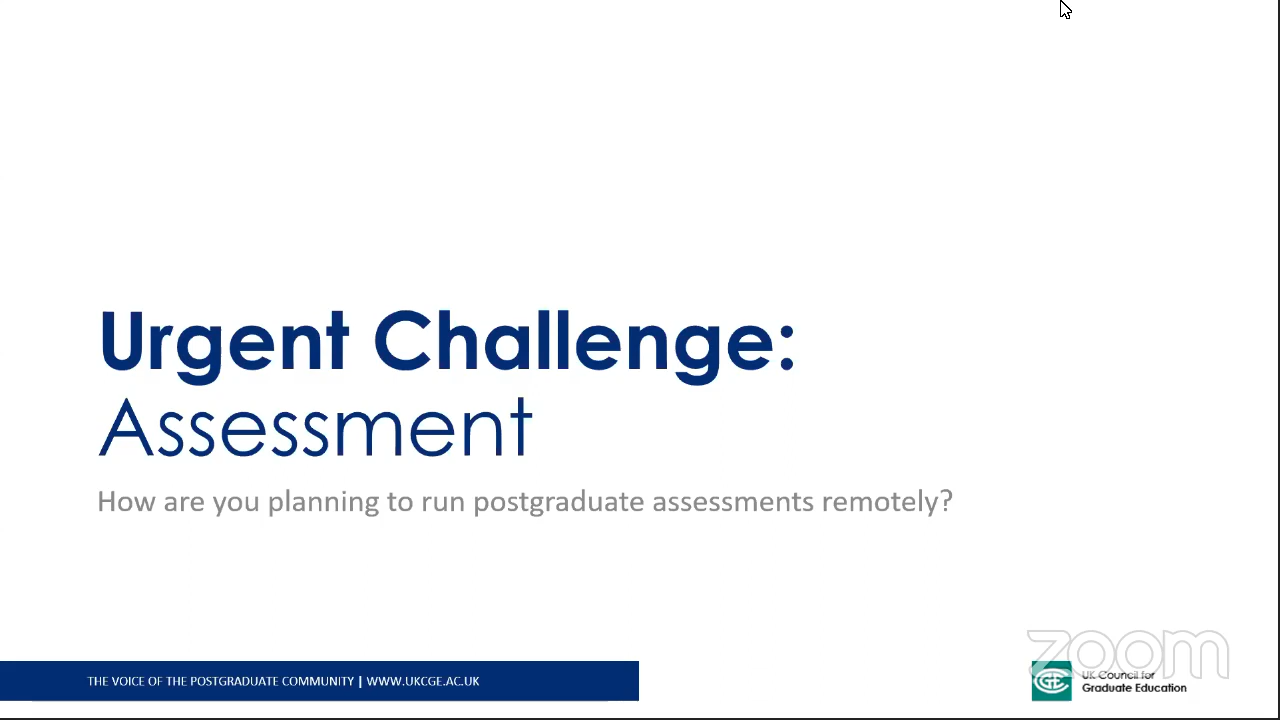 Urgent Challenge:
Assessment
How are you planning to run postgraduate assessments remotely?
zoom
THE VOICE OF THE POSTGRADUATE COMMUNITY | WWW.UKCGE.AC.UK
UK Council for
Graduate Education